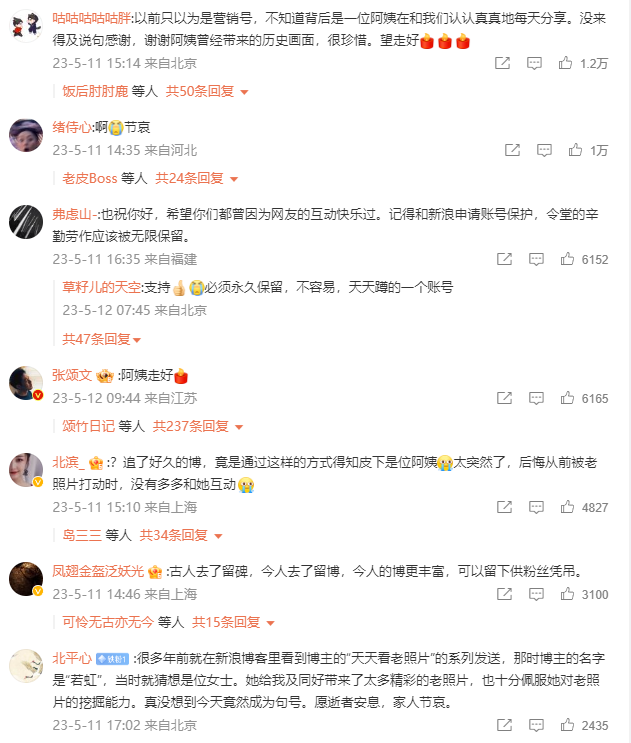 咕咕咕咕咕胖:以前只以为是营销号，不知道背后是一位阿姨在和我们认认真真地每天分享。没来
得及说句感谢，谢谢阿姨曾经带来的历史画面，很珍惜。望走好
23-5-11 15:14 来自北京 1.2万
饭后肘肘鹿 等人 共50条回复
绪侍心:啊节哀
23-5-11 14:35 来自河北 1万
老皮Boss 等人 共24条回复
弗虑山-:也祝你好，希望你们都曾因为网友的互动快乐过。记得和新浪申请账号保护，令堂的辛
勤劳作应该被无限保留。
23-5-11 16:35 来自福建 6152
草籽儿的天空:支持必须永久保留，不容易，天天蹲的一个账号
23-5-12 07:45 来自北京
共47条回复
张颂文 :阿姨走好
23-5-12 09:44 来自江苏 6165
颂竹日记 等人 共237条回复
北滨_ :？追了好久的博，竟是通过这样的方式得知皮下是位阿姨太突然了，后悔从前被老
照片打动时，没有多多和她互动
23-5-11 15:10 来自上海 4827
岛三三 等人 共34条回复
凤翅金盔泛妖光 :古人去了留碑，今人去了留博，今人的博更丰富，可以留下供粉丝凭吊。
23-5-11 14:46 来自上海 3100
可怜无古亦无今 等人 共15条回复
北平心 铁粉1 :很多年前就在新浪博客里看到博主的“天天看老照片”的系列发送，那时博主的名字
是“若虹”，当时就猜想是位女士。她给我及同好带来了太多精彩的老照片，也十分佩服她对老照
片的挖掘能力。真没想到今天竟然成为句号。愿逝者安息，家人节哀。
23-5-11 17:02 来自北京 2435